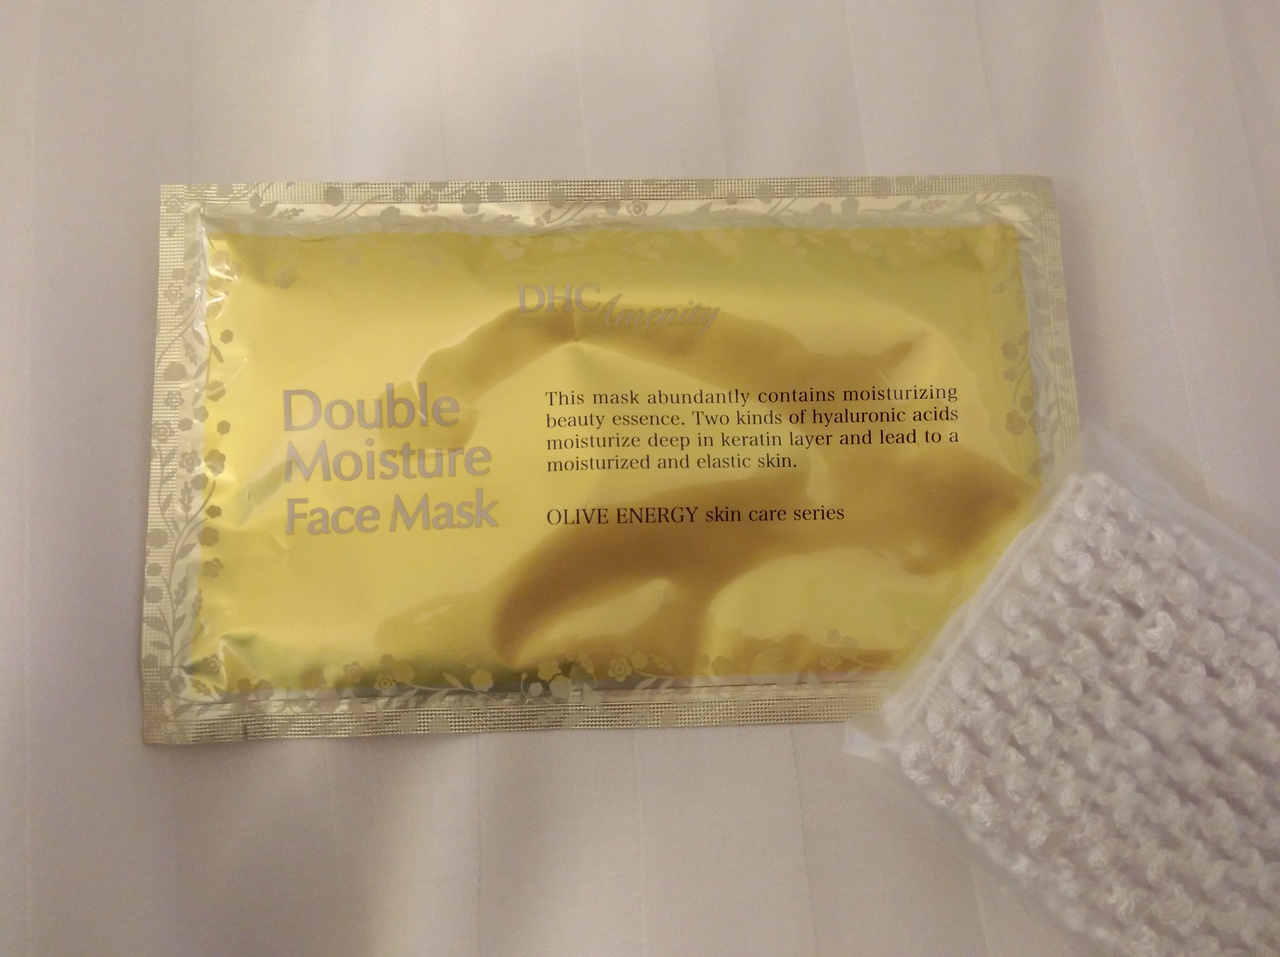 DHC Amenity
Double
Moisture
Face Mask
This mask abundantly contains moisturizing
beauty essence. Two kinds of hyaluronic acids
moisturize deep in keratin layer and lead to a
moisturized and elastic skin.
OLIVE ENERGY skin care series